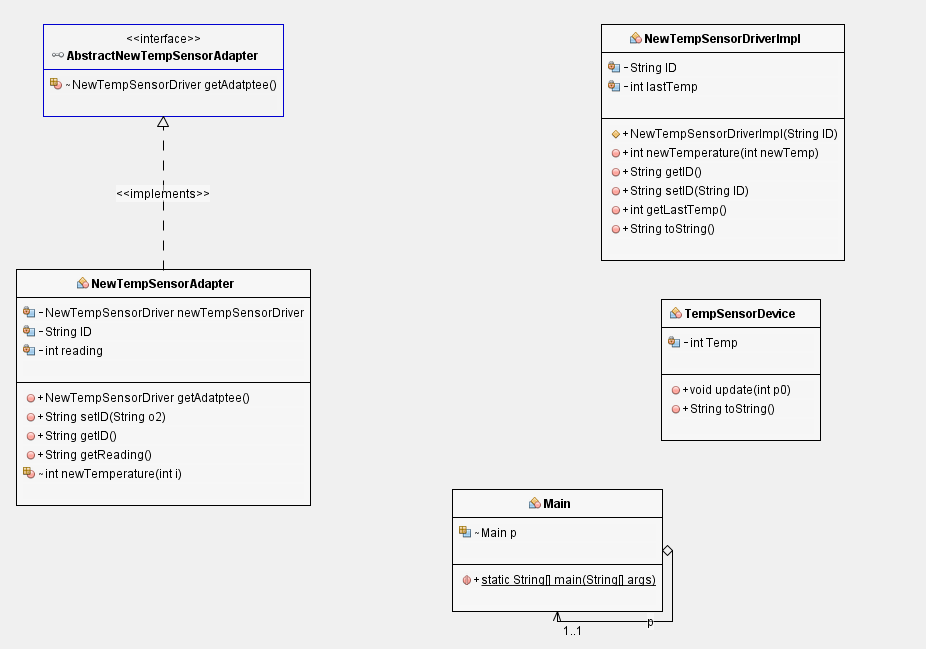 <<interface>>
AbstractNewTempSensorAdapter
~ NewTempSensorDriver getAdatptee()
<<implements>>
NewTempSensorAdapter
- NewTempSensorDriver newTempSensorDriver
- String ID
- int reading
+ NewTempSensorDriver getAdatptee()
+ String setID(String o2)
+ String getID()
+ String getReading()
~ int newTemperature(int i)
NewTempSensorDriverImpl
- String ID
- int lastTemp
+ NewTempSensorDriverImpl(String ID)
+ int newTemperature(int newTemp)
+ String getID()
+ String setID(String ID)
+ int getLastTemp()
+ String toString()
TempSensorDevice
- int Temp
+ void update(int p0)
+ String toString()
Main
~ Main p
+ static String[] main(String[] args)
p
1..1